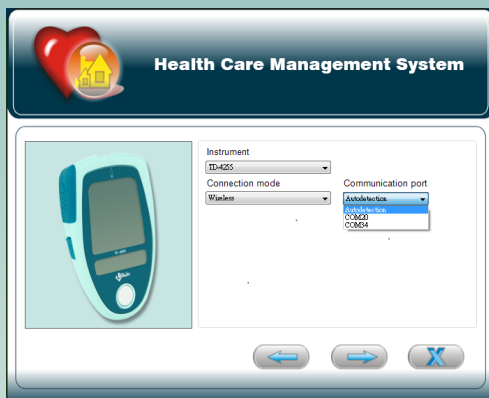 Health Care Management System
Instrument
TD-4255
Connection mode
Wireless
Communication port
Autodetection
Autodetection
COM20
COM34
X